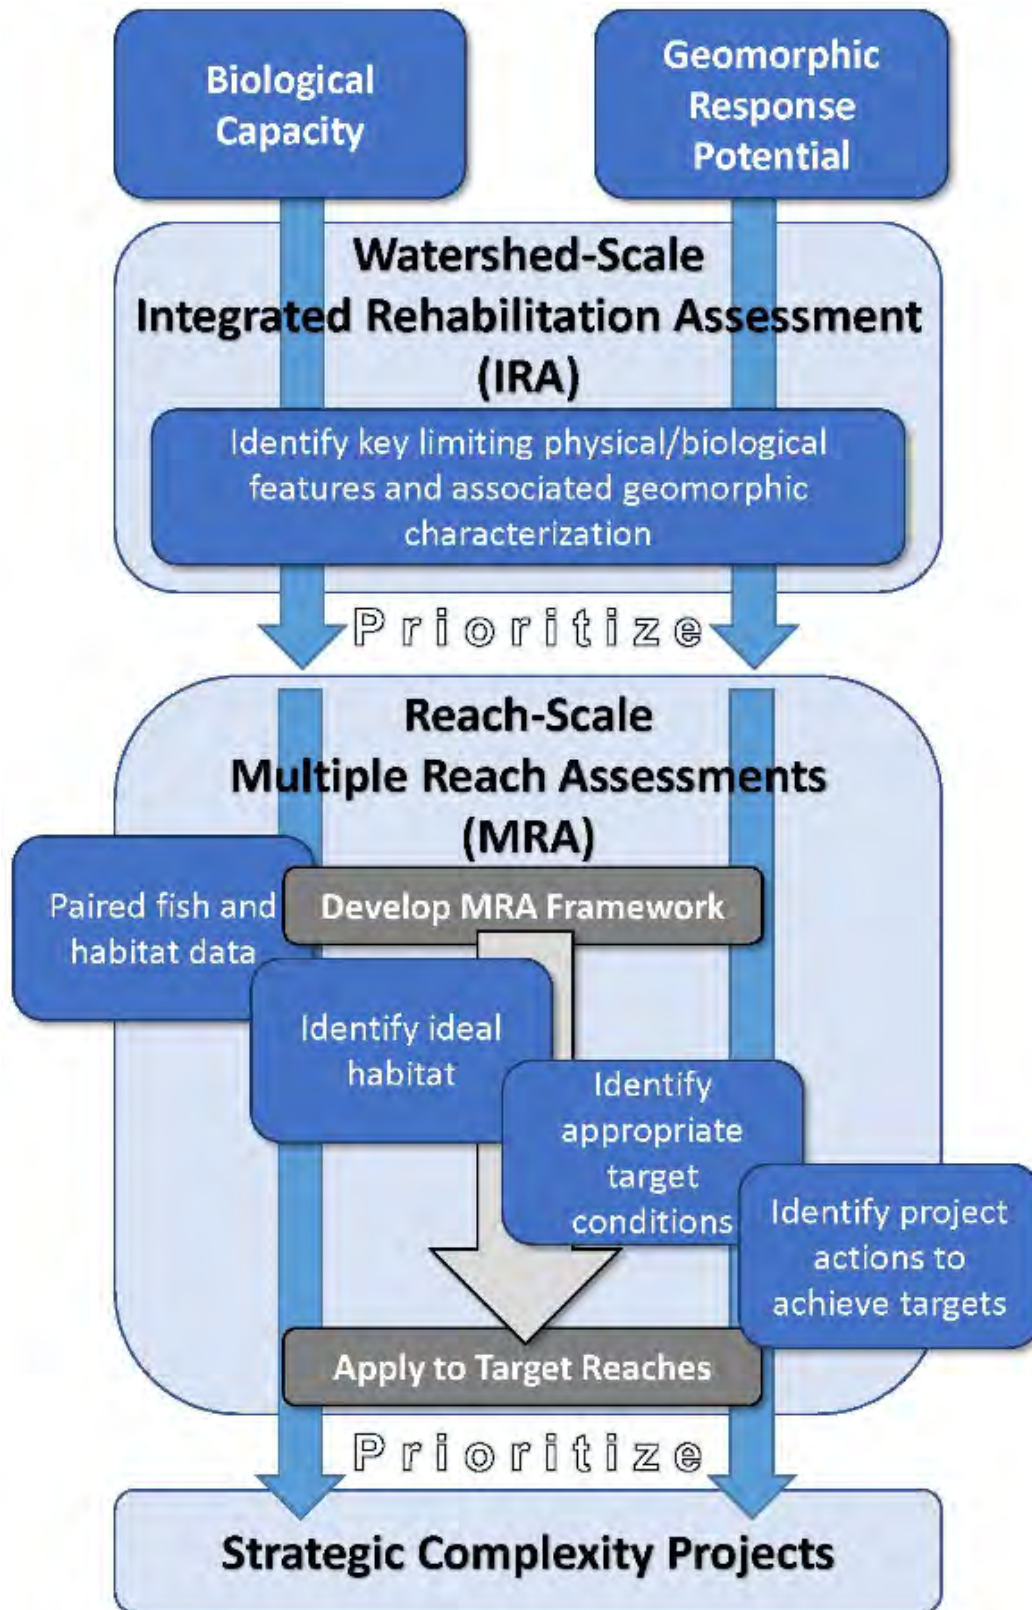 Biological
Capacity
Geomorphic
Response
Potential
Watershed-Scale
Integrated Rehabilitation Assessment
(IRA)
Identify key limiting physical/biological
features and associated geomorphic
characterization
Prioritize
Reach-Scale
Multiple Reach Assessments
(MRA)
Develop MRA Framework
Paired fish and
habitat data
Identify ideal
habitat
Identify
appropriate
target
conditions
Identify project
actions to
achieve targets
Apply to Target Reaches
Prioritize
Strategic Complexity Projects